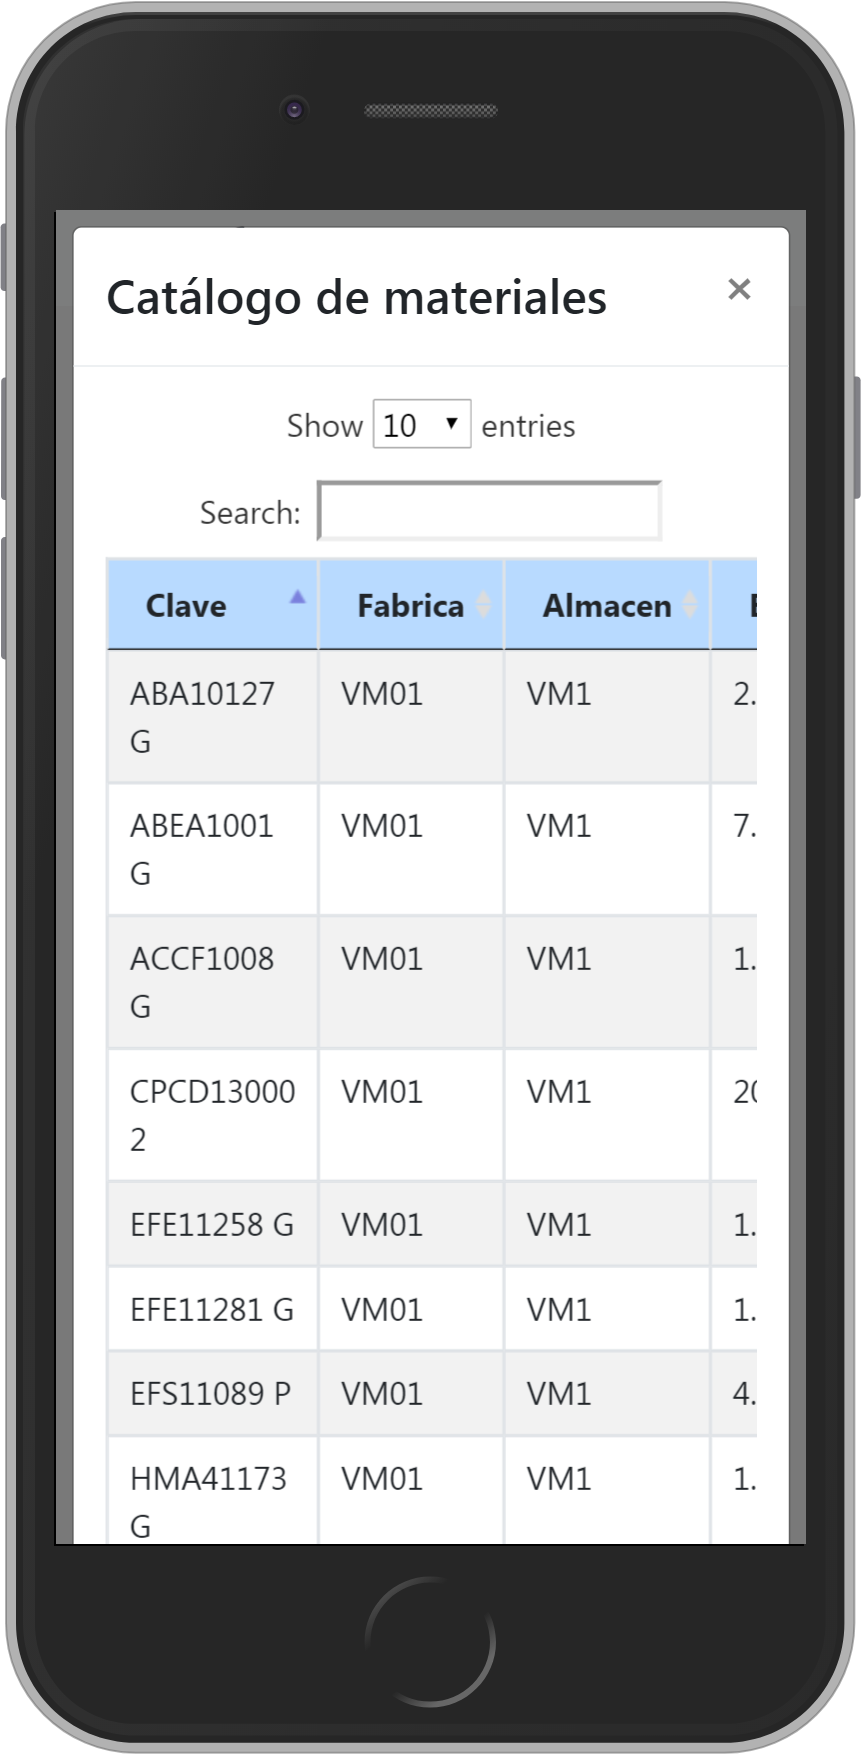 Catálogo de materiales ×
Show 10 entries
Search:
Clave Fabrica Almacen
ABA10127 VM01 VM1 2.
G
ABEA1001 VM01 VM1 7.
G
ACCF1008 VM01 VM1 1.
G
CPCD13000 VM01 VM1 20
2
EFE11258 G VM01 VM1 1.
EFE11281 G VM01 VM1 1.
EFS11089 P VM01 VM1 4.
HMA41173 VM01 VM1 1.
G